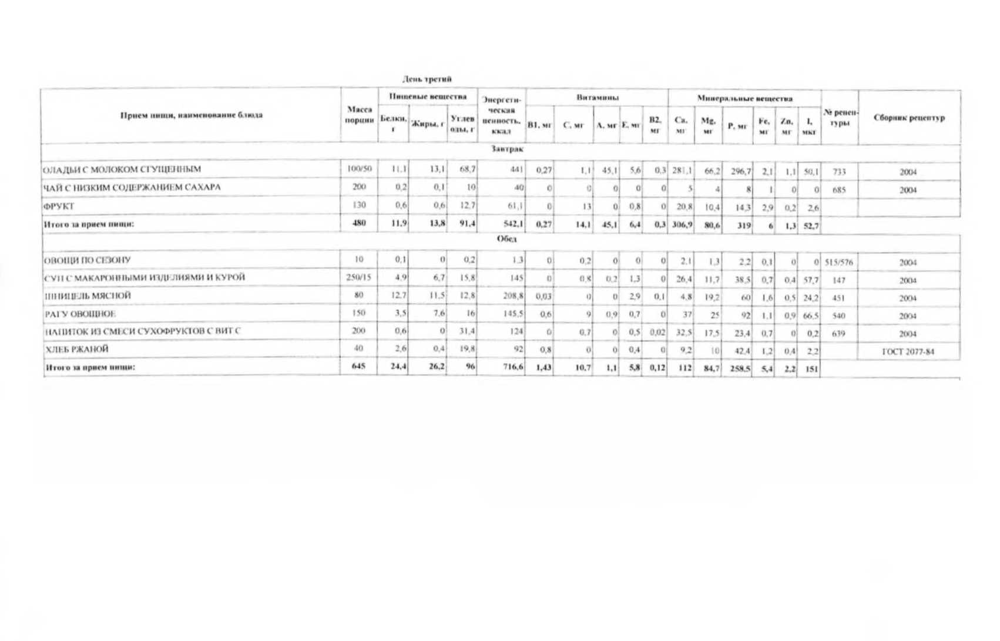 День третий
Прием пищи, наименование блюда Масса порции Пищевые вещества Энергети-ческая ценность, ккал Витамины Минеральные вещества № рецеп-туры Сборник рецептур
Белки, г Жиры, г Углеводы, г В1, мг С, мг А, мг Е, мг В2, мг Ca, мг Mg, мг P, мг Fe, мг Zn, мг I, мкг
Завтрак
ОЛАДЬИ С МОЛОКОМ СГУЩЕННЫМ 100/50 11,1 13,1 68,7 441 0,27 1,1 45,1 5,6 0,3 281,1 66,2 296,7 2,1 1,1 50,1 733 2004
ЧАЙ С НИЗКИМ СОДЕРЖАНИЕМ САХАРА 200 0,2 0,1 10 40 0 0 0 0 0 5 4 8 1 0 0 685 2004
ФРУКТ 130 0,6 0,6 12,7 61,1 0 13 0 0,8 0 20,8 10,4 14,3 2,9 0,2 2,6
Итого за прием пищи: 480 11,9 13,8 91,4 542,1 0,27 14,1 45,1 6,4 0,3 306,9 80,6 319 6 1,3 52,7
Обед
ОВОЩИ ПО СЕЗОНУ 10 0,1 0 0,2 1,3 0 0,2 0 0 0 2,1 1,3 2,2 0,1 0 0 515/576 2004
СУП С МАКАРОННЫМИ ИЗДЕЛИЯМИ И КУРОЙ 250/15 4,9 6,7 15,8 145 0 0,8 0,2 1,3 0 26,4 11,7 38,5 0,7 0,4 57,7 147 2004
ШНИЦЕЛЬ МЯСНОЙ 80 12,7 11,5 12,8 208,8 0,03 0 0 2,9 0,1 4,8 19,2 60 1,6 0,5 24,2 451 2004
РАГУ ОВОЩНОЕ 150 3,5 7,6 16 145,5 0,6 9 0,9 0,7 0 37 25 92 1,1 0,9 66,5 540 2004
НАПИТОК ИЗ СМЕСИ СУХОФРУКТОВ С ВИТ С 200 0,6 0 31,4 124 0 0,7 0 0,5 0,02 32,5 17,5 23,4 0,7 0 0,2 639 2004
ХЛЕБ РЖАНОЙ 40 2,6 0,4 19,8 92 0,8 0 0 0,4 0 9,2 10 42,4 1,2 0,4 2,2 ГОСТ 2077-84
Итого за прием пищи: 645 24,4 26,2 96 716,6 1,43 10,7 1,1 5,8 0,12 112 84,7 258,5 5,4 2,2 151